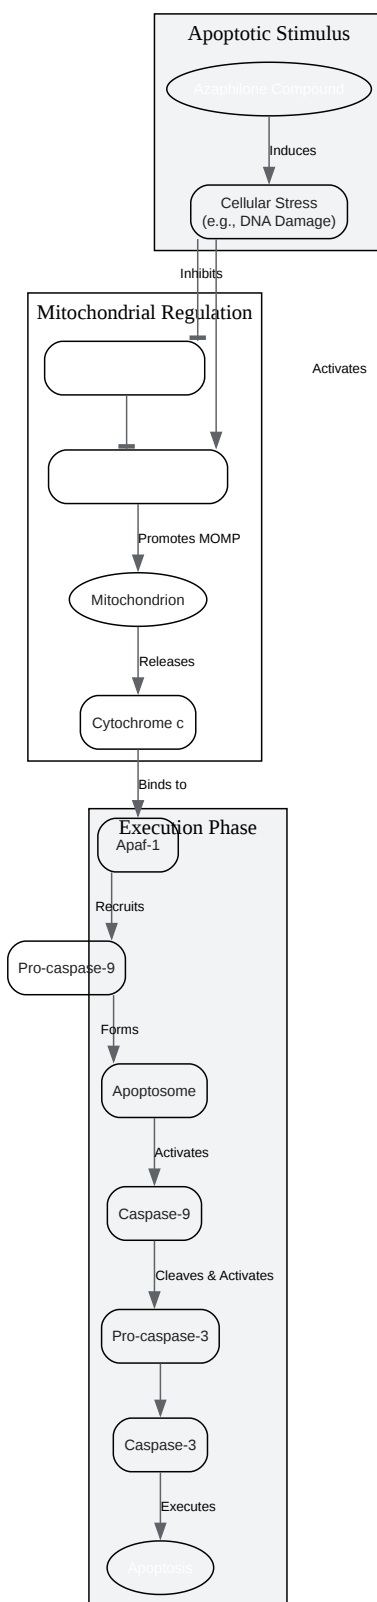 Apoptotic Stimulus
Azaphilone Compound
Induces
Cellular Stress
(e.g., DNA Damage)
Inhibits
Mitochondrial Regulation
Activates
Promotes MOMP
Mitochondrion
Releases
Cytochrome c
Binds to
Execution Phase
Apaf-1
Recruits
Pro-caspase-9
Forms
Apoptosome
Activates
Caspase-9
Cleaves & Activates
Pro-caspase-3
Caspase-3
Executes
Apoptosis